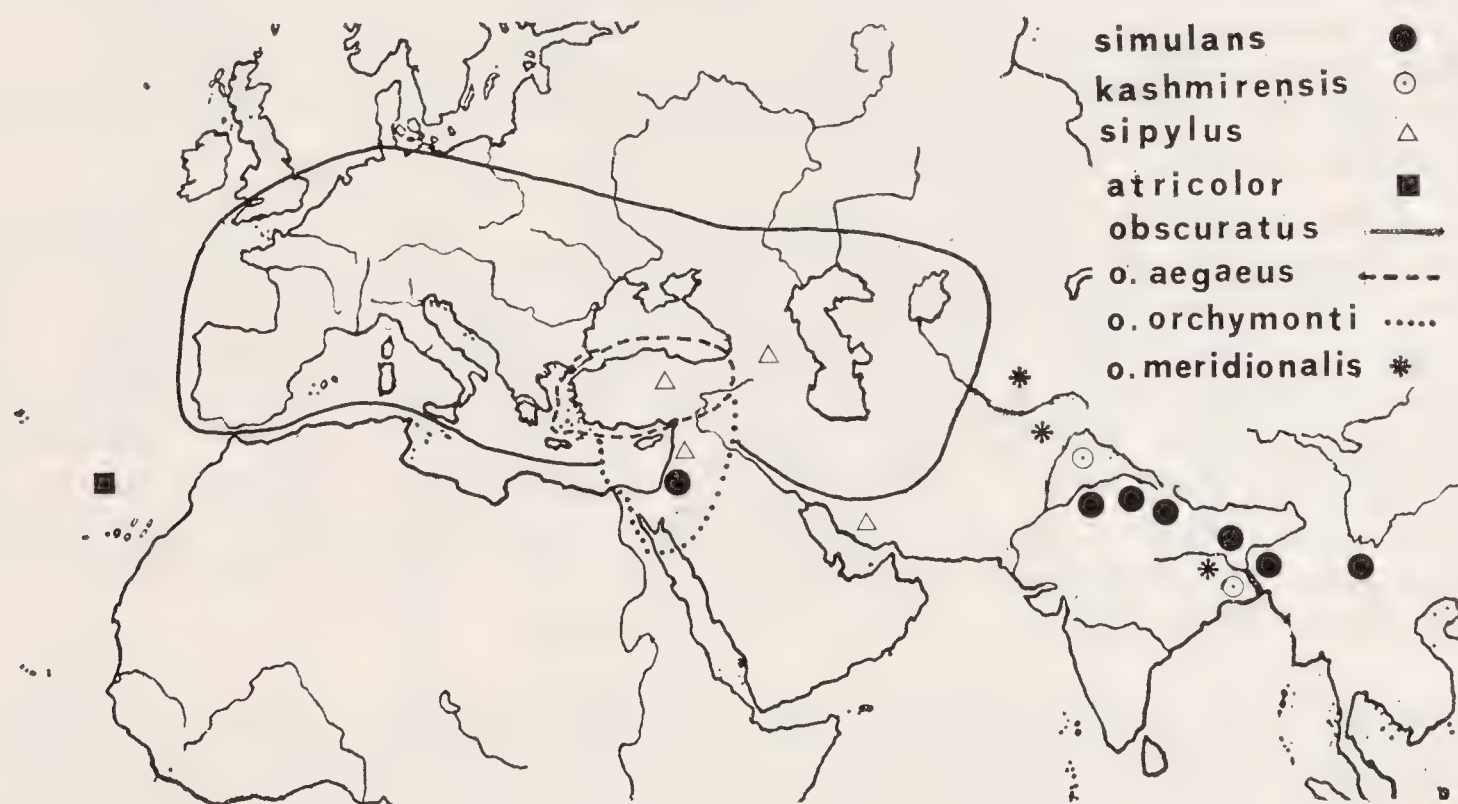 simulans
kashmirensis
sipylus
atricolor
obscuratus
o. aegaeus
o. orchymonti
o. meridionalis